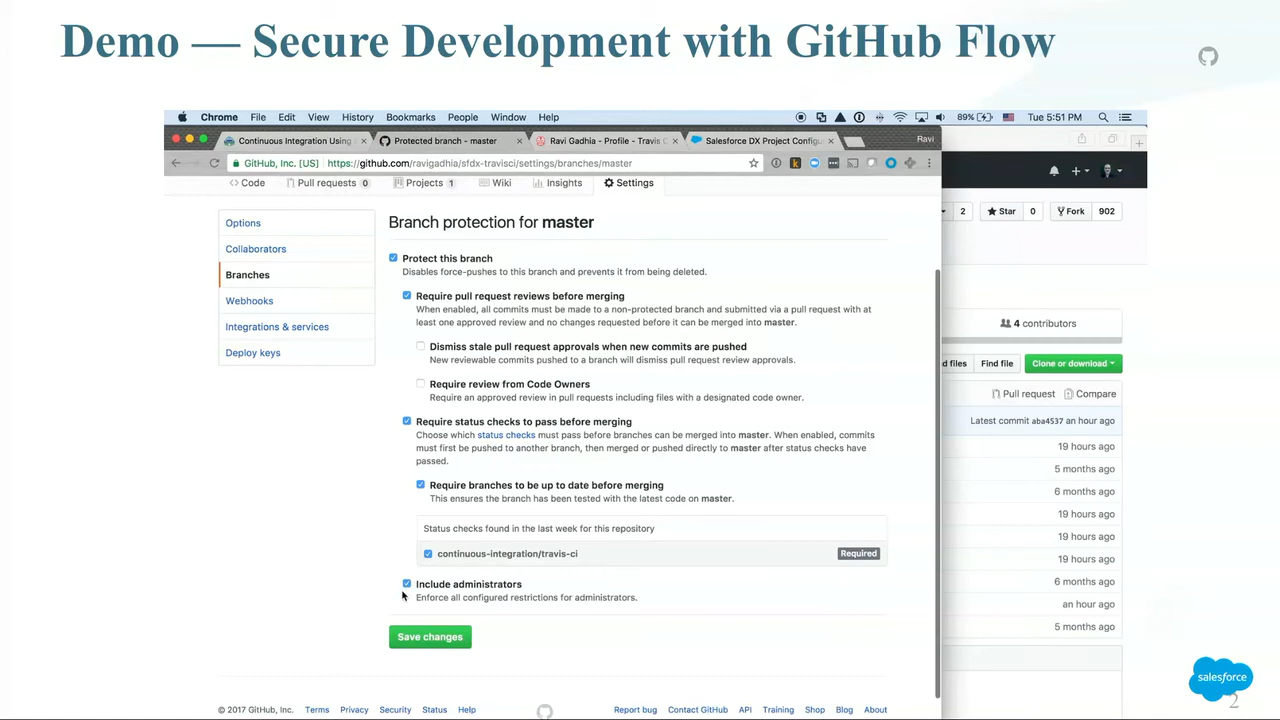 Demo — Secure Development with GitHub Flow
Chrome File Edit View History Bookmarks People Window Help 89% Tue 5:51 PM
Continuous Integration Using Protected branch - master Ravi Gadhia - Profile - Travis C Salesforce DX Project Configu Ravi
GitHub, Inc. [US] https://github.com/ravigadhia/sfdx-travisci/settings/branches/master
Code Pull requests 0 Projects 1 Wiki Insights Settings
2 Star 0 Fork 902
Options
Collaborators
Branches
Webhooks
Integrations & services
Deploy keys
Branch protection for master
Protect this branch
Disables force-pushes to this branch and prevents it from being deleted.
Require pull request reviews before merging
When enabled, all commits must be made to a non-protected branch and submitted via a pull request with at
least one approved review and no changes requested before it can be merged into master.
Dismiss stale pull request approvals when new commits are pushed
New reviewable commits pushed to a branch will dismiss pull request review approvals.
Require review from Code Owners
Require an approved review in pull requests including files with a designated code owner.
Require status checks to pass before merging
Choose which status checks must pass before branches can be merged into master. When enabled, commits
must first be pushed to another branch, then merged or pushed directly to master after status checks have
passed.
Require branches to be up to date before merging
This ensures the branch has been tested with the latest code on master.
Status checks found in the last week for this repository
continuous-integration/travis-ci Required
Include administrators
Enforce all configured restrictions for administrators.
Save changes
4 contributors
d files Find file Clone or download
Pull request Compare
Latest commit aba4537 an hour ago
19 hours ago
5 months ago
6 months ago
19 hours ago
19 hours ago
19 hours ago
6 months ago
an hour ago
5 months ago
© 2017 GitHub, Inc. Terms Privacy Security Status Help Report bug Contact GitHub API Training Shop Blog About
salesforce
2